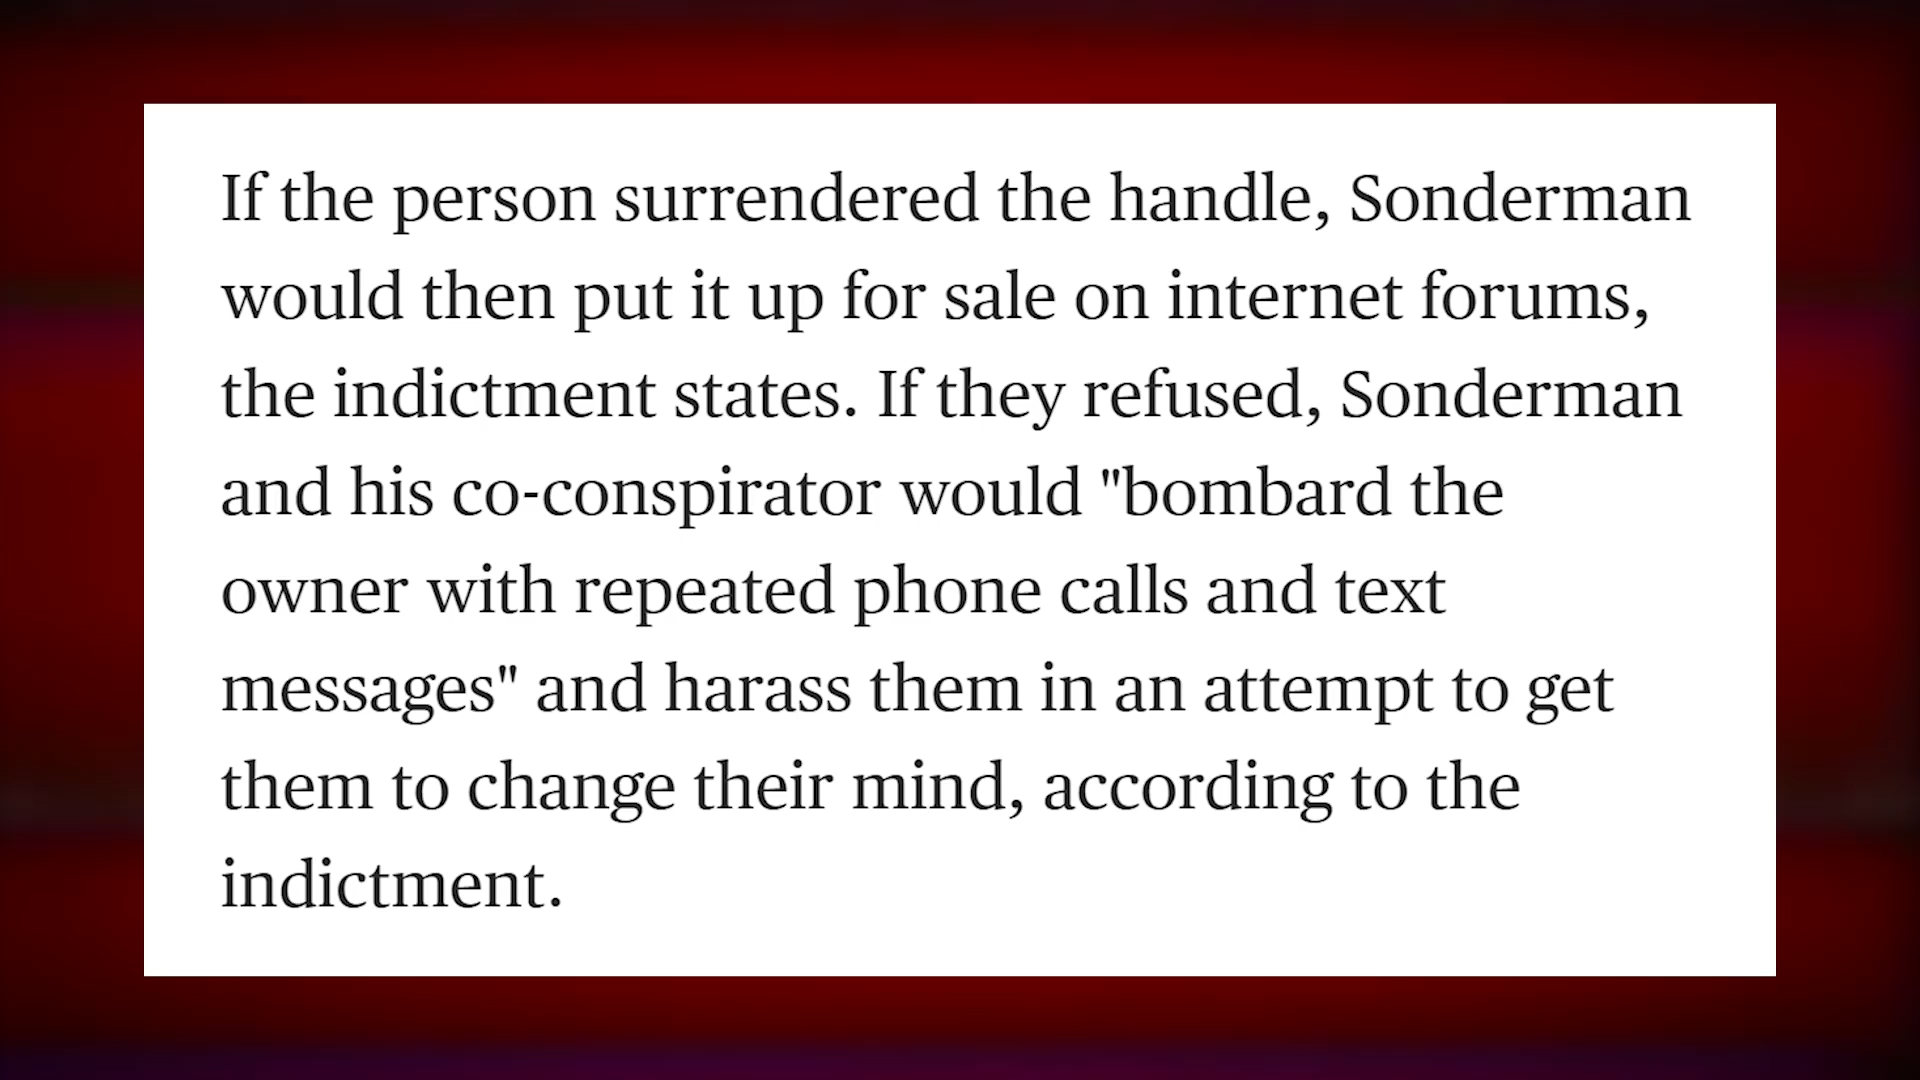 If the person surrendered the handle, Sonderman
would then put it up for sale on internet forums,
the indictment states. If they refused, Sonderman
and his co-conspirator would "bombard the
owner with repeated phone calls and text
messages" and harass them in an attempt to get
them to change their mind, according to the
indictment.